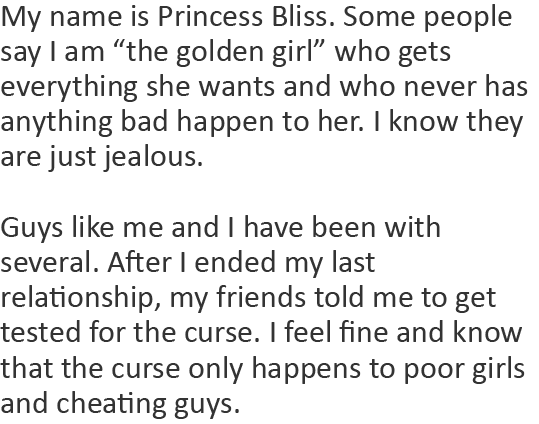 My name is Princess Bliss. Some people
say I am “the golden girl” who gets
everything she wants and who never has
anything bad happen to her. I know they
are just jealous.
Guys like me and I have been with
several. After I ended my last
relationship, my friends told me to get
tested for the curse. I feel fine and know
that the curse only happens to poor girls
and cheating guys.